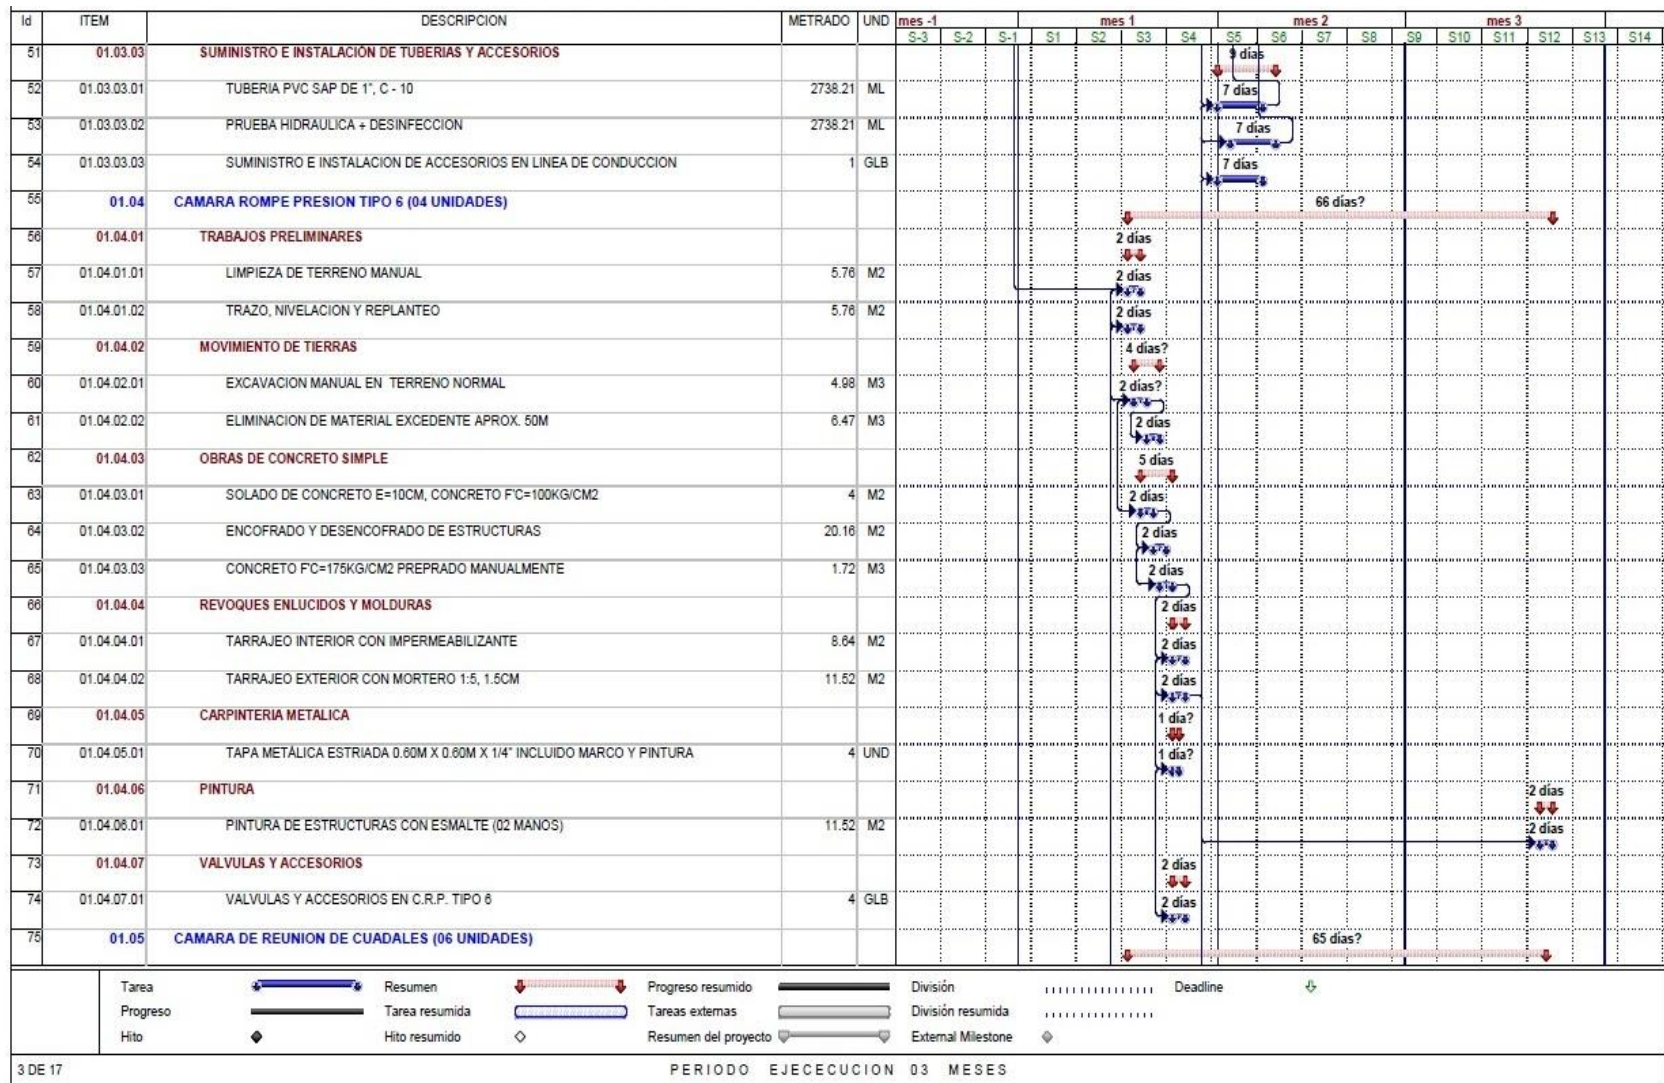 Id ITEM DESCRIPCION METRADO UND mes -1 mes 1 mes 2 mes 3
S-3 S-2 S-1 S1 S2 S3 S4 S5 S6 S7 S8 S9 S10 S11 S12 S13 S14
51 01.03.03 SUMINISTRO E INSTALACIÓN DE TUBERIAS Y ACCESORIOS 9 días
52 01.03.03.01 TUBERIA PVC SAP DE 1", C - 10 2738.21 ML 7 días
53 01.03.03.02 PRUEBA HIDRAULICA + DESINFECCION 2738.21 ML 7 días
54 01.03.03.03 SUMINISTRO E INSTALACION DE ACCESORIOS EN LINEA DE CONDUCCION 1 GLB 7 días
55 01.04 CAMARA ROMPE PRESION TIPO 6 (04 UNIDADES) 66 días?
56 01.04.01 TRABAJOS PRELIMINARES 2 días
57 01.04.01.01 LIMPIEZA DE TERRENO MANUAL 5.76 M2 2 días
58 01.04.01.02 TRAZO, NIVELACION Y REPLANTEO 5.76 M2 2 días
59 01.04.02 MOVIMIENTO DE TIERRAS 4 días?
60 01.04.02.01 EXCAVACION MANUAL EN TERRENO NORMAL 4.98 M3 2 días?
61 01.04.02.02 ELIMINACION DE MATERIAL EXCEDENTE APROX. 50M 6.47 M3 2 días
62 01.04.03 OBRAS DE CONCRETO SIMPLE 5 días
63 01.04.03.01 SOLADO DE CONCRETO E=10CM, CONCRETO F'C=100KG/CM2 4 M2 2 días
64 01.04.03.02 ENCOFRADO Y DESENCOFRADO DE ESTRUCTURAS 20.16 M2 2 días
65 01.04.03.03 CONCRETO F'C=175KG/CM2 PREPRADO MANUALMENTE 1.72 M3 2 días
66 01.04.04 REVOQUES ENLUCIDOS Y MOLDURAS 2 días
67 01.04.04.01 TARRAJEO INTERIOR CON IMPERMEABILIZANTE 8.64 M2 2 días
68 01.04.04.02 TARRAJEO EXTERIOR CON MORTERO 1:5, 1.5CM 11.52 M2 2 días
69 01.04.05 CARPINTERIA METALICA 1 día?
70 01.04.05.01 TAPA METÁLICA ESTRIADA 0.60M X 0.60M X 1/4" INCLUIDO MARCO Y PINTURA 4 UND 1 día?
71 01.04.06 PINTURA 2 días
72 01.04.06.01 PINTURA DE ESTRUCTURAS CON ESMALTE (02 MANOS) 11.52 M2 2 días
73 01.04.07 VALVULAS Y ACCESORIOS 2 días
74 01.04.07.01 VALVULAS Y ACCESORIOS EN C.R.P. TIPO 6 4 GLB 2 días
75 01.05 CAMARA DE REUNION DE CUADALES (06 UNIDADES) 65 días?
Tarea Resumen Progreso resumido División Deadline
Progreso Tarea resumida Tareas externas División resumida
Hito Hito resumido Resumen del proyecto External Milestone
3 DE 17 PERIODO EJECECUCION 03 MESES